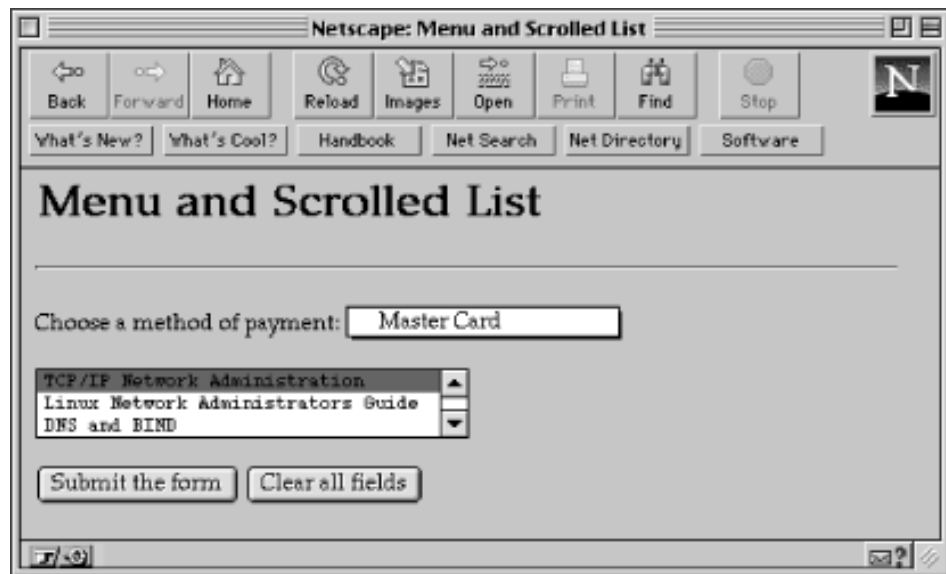 Netscape: Menu and Scrolled List
Back Forward Home Reload Images Open Print Find Stop N
What's New? What's Cool? Handbook Net Search Net Directory Software
Menu and Scrolled List
Choose a method of payment: Master Card
TCP/IP Network Administration
Linux Network Administrators Guide
DNS and BIND
Submit the form Clear all fields
?